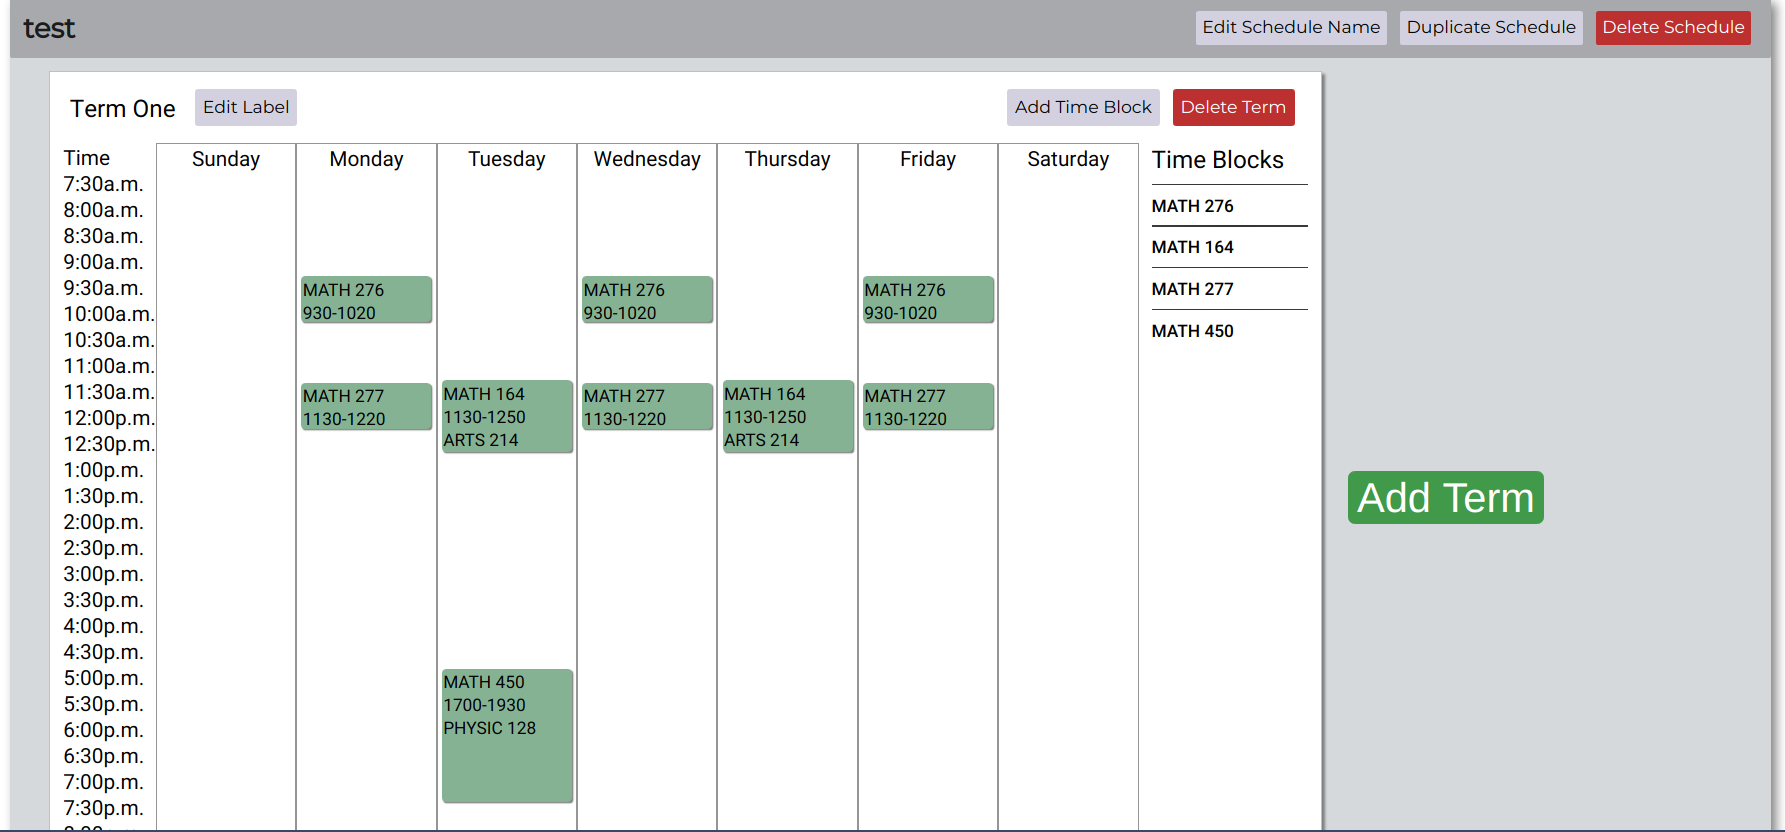 test
Edit Schedule Name
Duplicate Schedule
Delete Schedule
Term One
Edit Label
Add Time Block
Delete Term
Time
7:30a.m.
8:00a.m.
8:30a.m.
9:00a.m.
9:30a.m.
10:00a.m.
10:30a.m.
11:00a.m.
11:30a.m.
12:00p.m.
12:30p.m.
1:00p.m.
1:30p.m.
2:00p.m.
2:30p.m.
3:00p.m.
3:30p.m.
4:00p.m.
4:30p.m.
5:00p.m.
5:30p.m.
6:00p.m.
6:30p.m.
7:00p.m.
7:30p.m.
Sunday
Monday
MATH 276
930-1020
MATH 277
1130-1220
Tuesday
MATH 164
1130-1250
ARTS 214
MATH 450
1700-1930
PHYSIC 128
Wednesday
MATH 276
930-1020
MATH 277
1130-1220
Thursday
MATH 164
1130-1250
ARTS 214
Friday
MATH 276
930-1020
MATH 277
1130-1220
Saturday
Time Blocks
MATH 276
MATH 164
MATH 277
MATH 450
Add Term